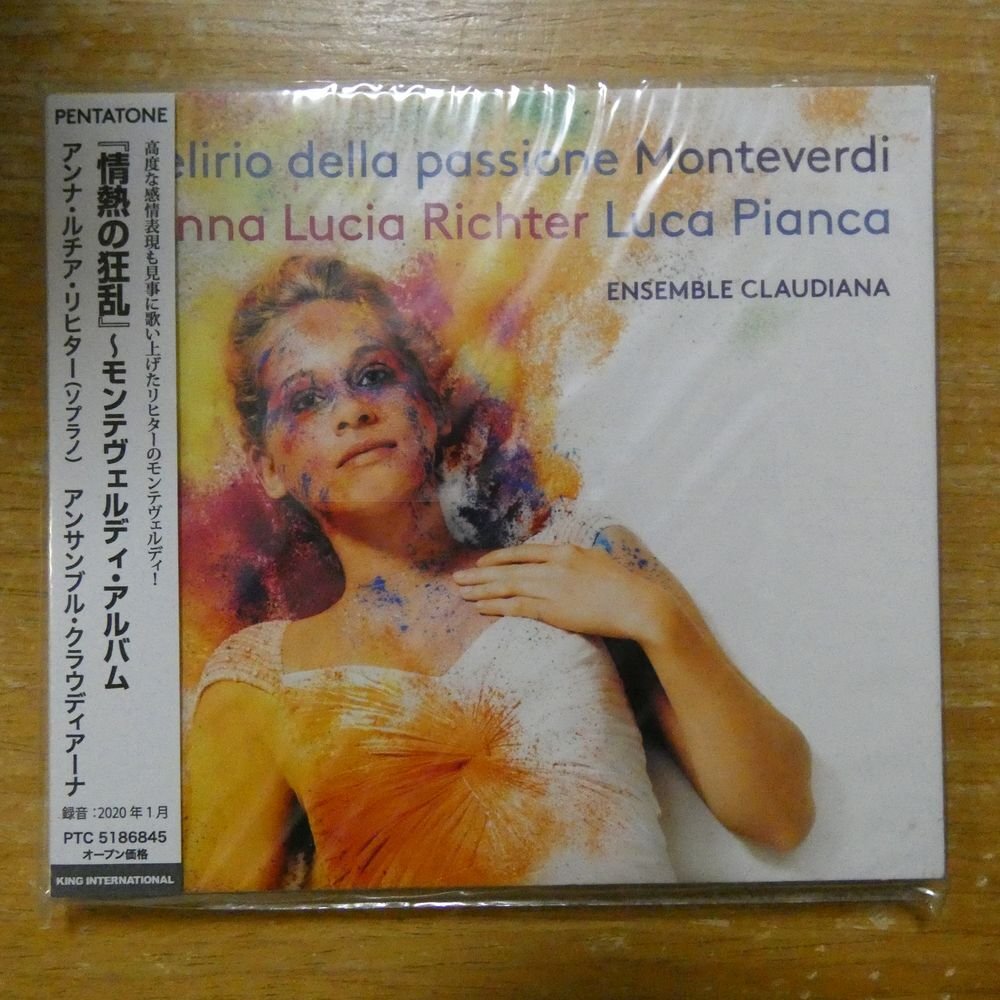 PENTATONE
高度な感情表現も見事に歌い上げたリヒターのモンテヴェルディ!
『情熱の狂乱』〜モンテヴェルディ・アルバム
アンナ・ルチア・リヒター(ソプラノ) アンサンブル・クラウディアーナ
録音:2020年1月
PTC 5186845
オープン価格
KING INTERNATIONAL
elirio della passione Monteverdi
nna Lucia Richter Luca Pianca
ENSEMBLE CLAUDIANA